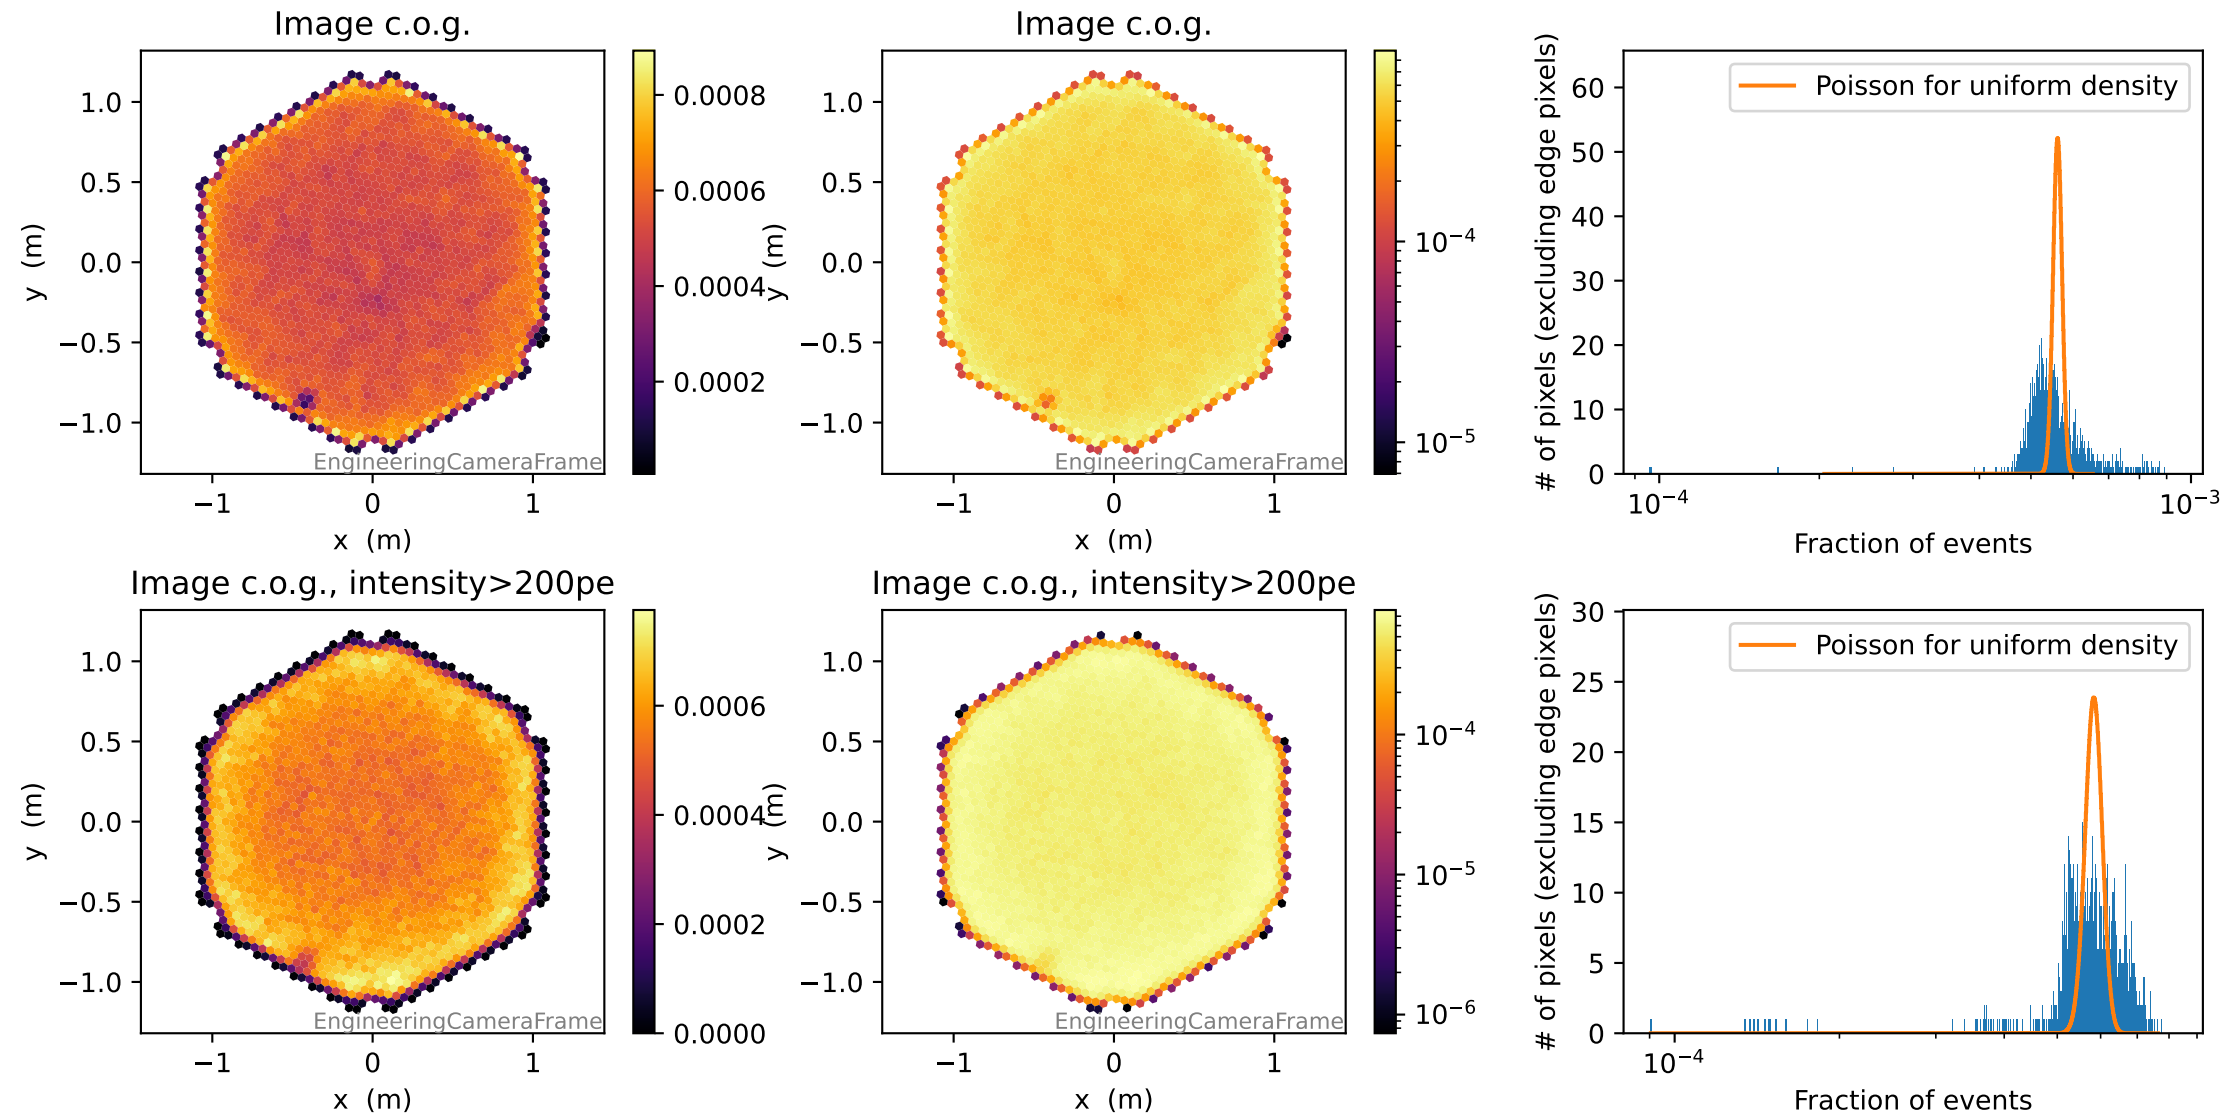 Image c.o.g.
1.0
0.5
0.0
−0.5
−1.0
y (m)
−1
0
1
x (m)
EngineeringCameraFrame
0.0008
0.0006
0.0004
0.0002
Image c.o.g.
1.0
0.5
0.0
−0.5
−1.0
y (m)
−1
0
1
x (m)
EngineeringCameraFrame
10⁻⁴
10⁻⁵
# of pixels (excluding edge pixels)
60
50
40
30
20
10
0
Poisson for uniform density
10⁻⁴
10⁻³
Fraction of events
Image c.o.g., intensity>200pe
1.0
0.5
0.0
−0.5
−1.0
y (m)
−1
0
1
x (m)
EngineeringCameraFrame
0.0006
0.0004
0.0002
0.0000
Image c.o.g., intensity>200pe
1.0
0.5
0.0
−0.5
−1.0
y (m)
−1
0
1
x (m)
EngineeringCameraFrame
10⁻⁴
10⁻⁵
10⁻⁶
# of pixels (excluding edge pixels)
30
25
20
15
10
5
0
Poisson for uniform density
10⁻⁴
Fraction of events